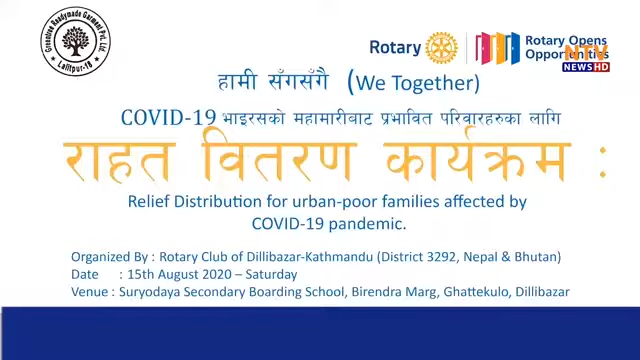 Greentree Readymade Garment Pvt. Ltd.
Lalitpur-18
Rotary
Rotary Opens
Opportunities
NTV
NEWS HD
हामी सँगसँगै (We Together)
COVID-19 भाइरसको महामारीबाट प्रभावित परिवारहरुका लागि
राहत वितरण कार्यक्रम :
Relief Distribution for urban-poor families affected by
COVID-19 pandemic.
Organized By : Rotary Club of Dillibazar-Kathmandu (District 3292, Nepal & Bhutan)
Date : 15th August 2020 – Saturday
Venue : Suryodaya Secondary Boarding School, Birendra Marg, Ghattekulo, Dillibazar